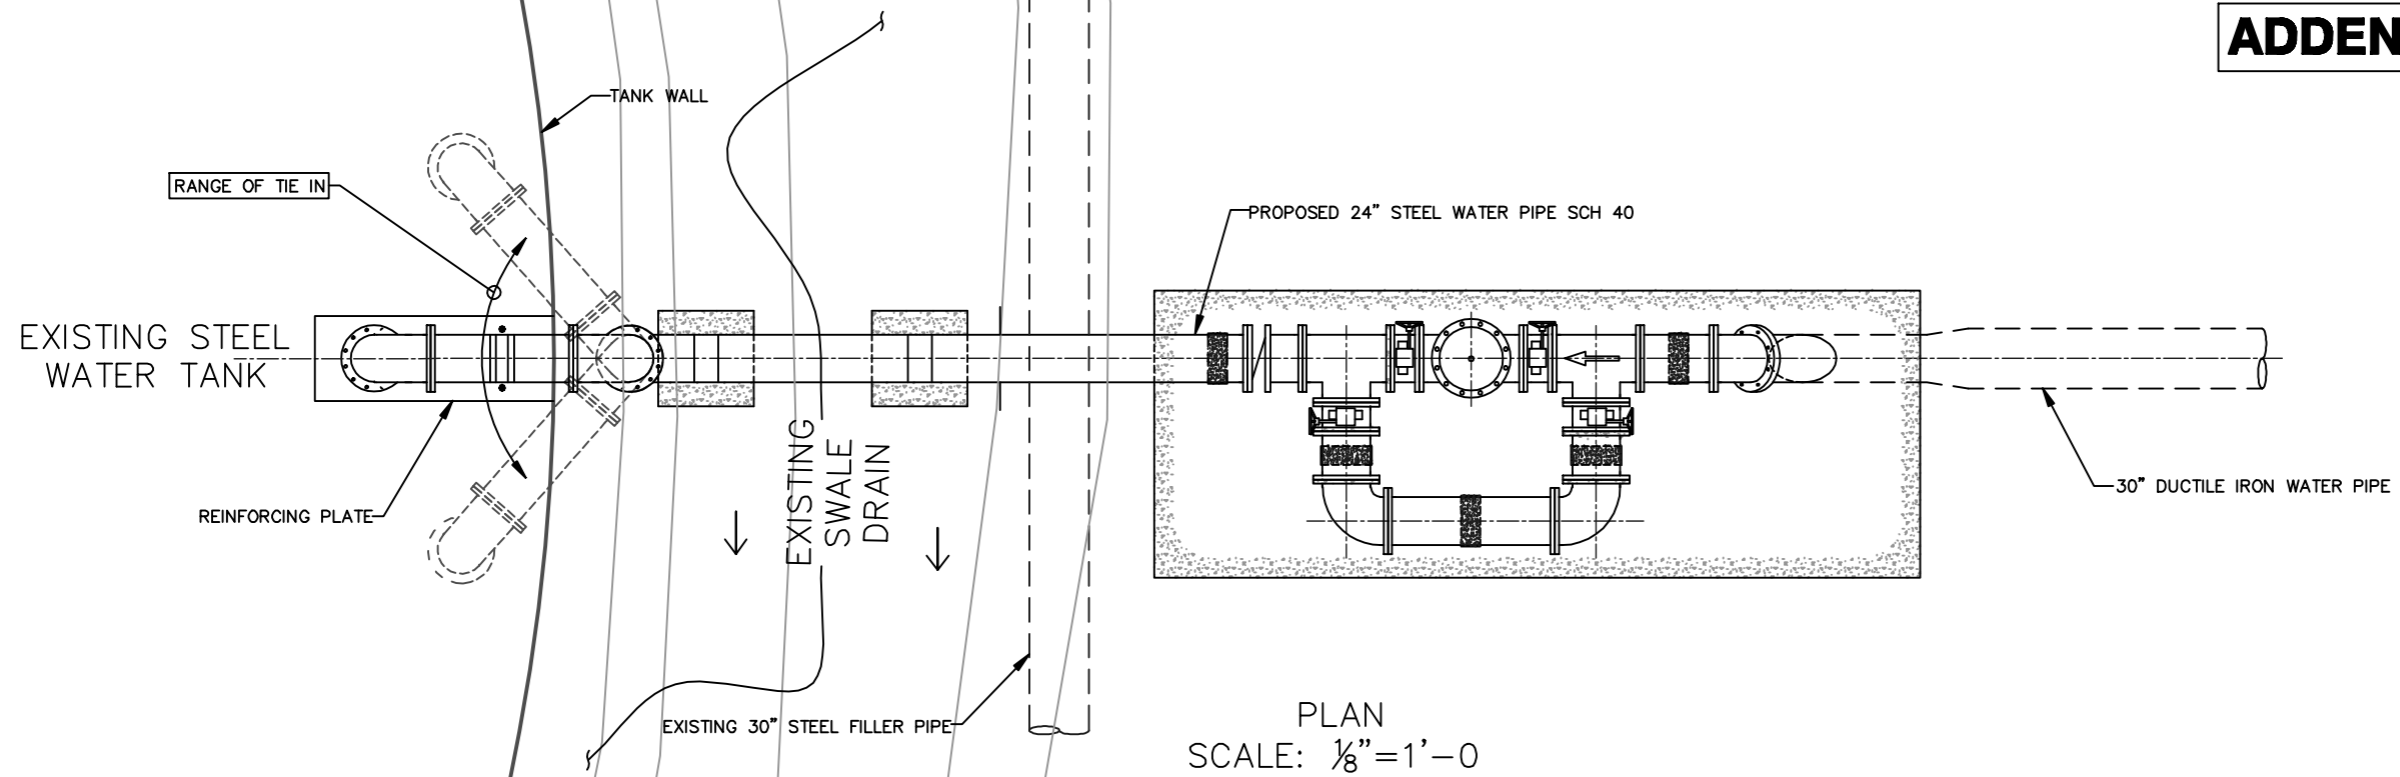 ADDEN
TANK WALL
RANGE OF TIE IN
PROPOSED 24" STEEL WATER PIPE SCH 40
EXISTING STEEL
WATER TANK
EXISTING
SWALE
DRAIN
REINFORCING PLATE
30" DUCTILE IRON WATER PIPE
EXISTING 30" STEEL FILLER PIPE
PLAN
SCALE: ⅛"=1'-0